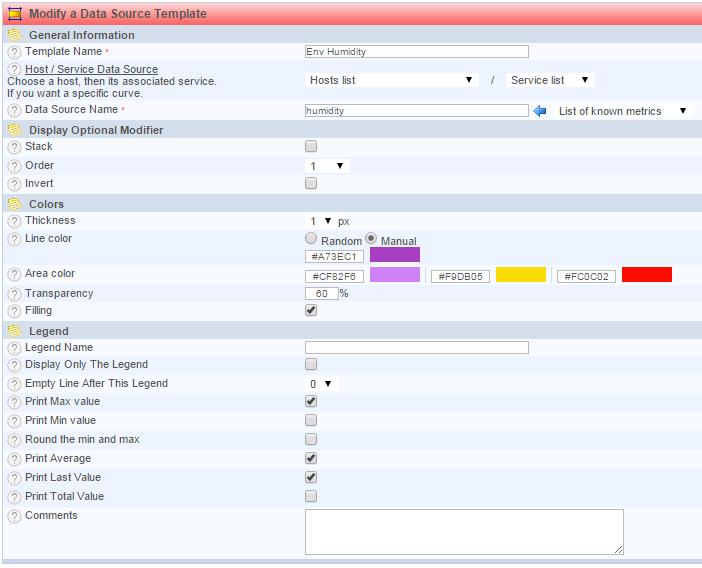 Modify a Data Source Template
General Information
Template Name *
Env Humidity
Host / Service Data Source
Choose a host, then its associated service.
If you want a specific curve.
Hosts list / Service list
Data Source Name *
humidity
List of known metrics
Display Optional Modifier
Stack
Order
1
Invert
Colors
Thickness
1 px
Line color
Random Manual
#A73EC1
Area color
#CF82F6 #F9DB05 #FC0C02
Transparency
60 %
Filling
Legend
Legend Name
Display Only The Legend
Empty Line After This Legend
0
Print Max value
Print Min value
Round the min and max
Print Average
Print Last Value
Print Total Value
Comments